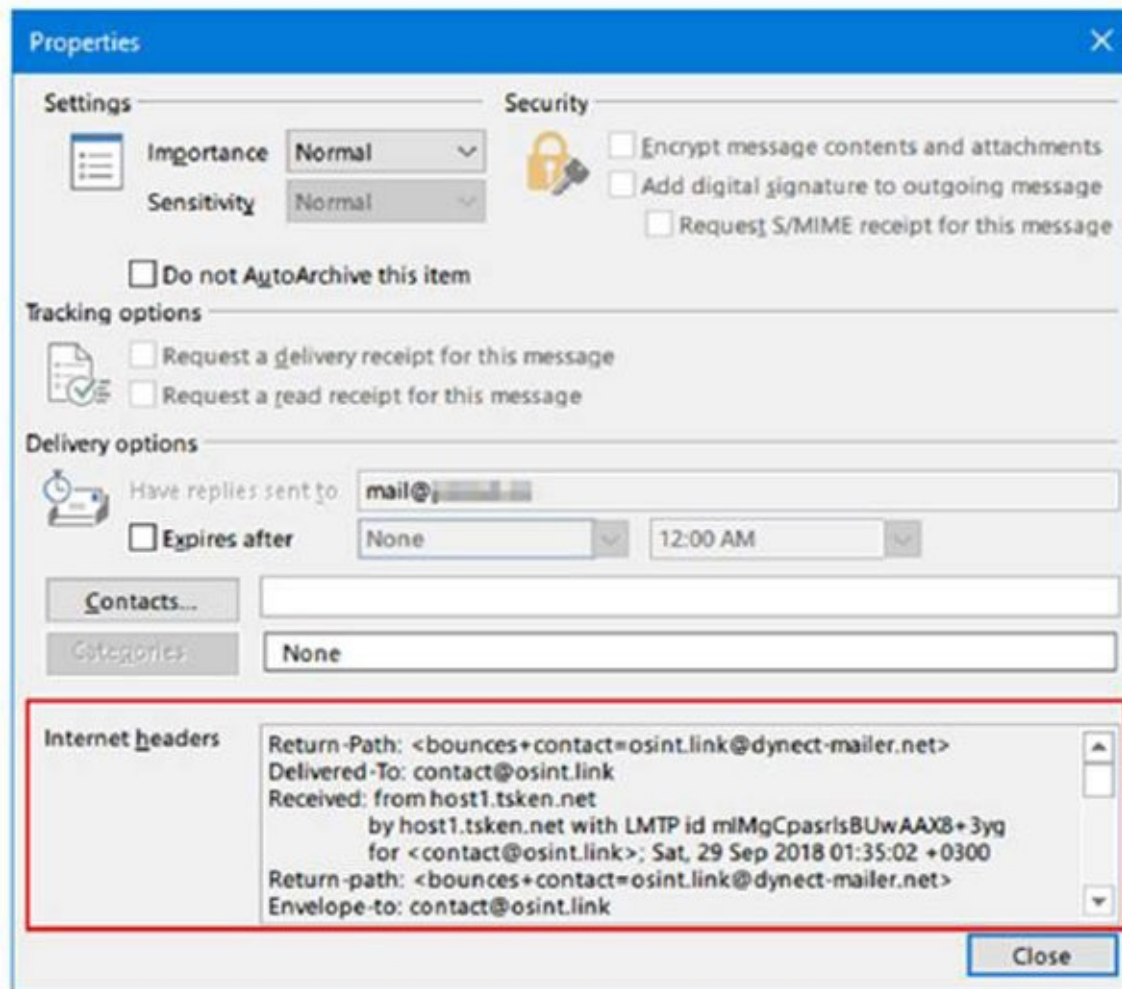 Properties
Settings
Security
Importance Normal
Encrypt message contents and attachments
Sensitivity Normal
Add digital signature to outgoing message
Request S/MIME receipt for this message
Do not AutoArchive this item
Tracking options
Request a delivery receipt for this message
Request a read receipt for this message
Delivery options
Have replies sent to mail@
Expires after None 12:00 AM
Contacts...
Categories None
Internet headers
Return-Path: <bounces+contact=osint.link@dynect-mailer.net>
Delivered-To: contact@osint.link
Received: from host1.tsken.net
by host1.tsken.net with LMTP id
for <contact@osint.link>; Sat, 29 Sep 2018 01:35:02 +0300
Return-path: <bounces+contact=osint.link@dynect-mailer.net>
Envelope-to: contact@osint.link
Close